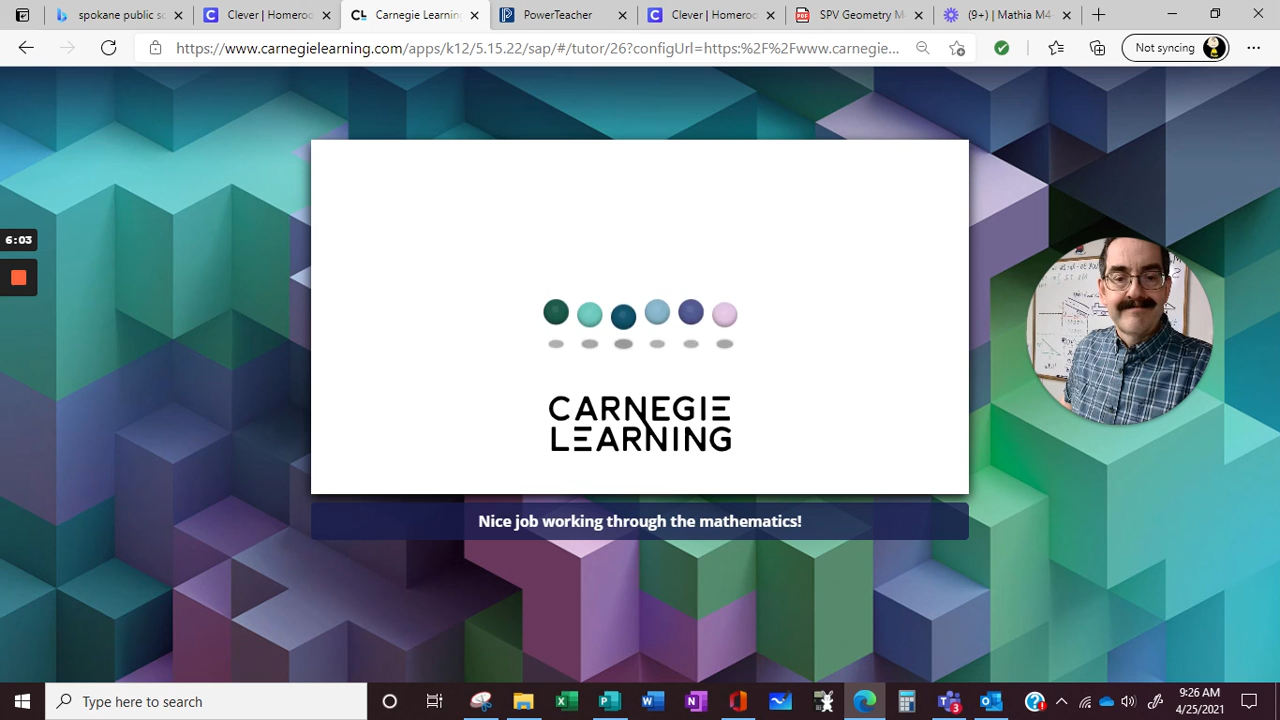 spokane public sc
Clever | Homeroo
Carnegie Learning
PowerTeacher
Clever | Homeroo
SPV Geometry M
(9+) | Mathia M4
https://www.carnegielearning.com/apps/k12/5.15.22/sap/#/tutor/26?configUrl=https:%2F%2Fwww.carnegie...
Not syncing
6:03
CARNEGIE
LEARNING
Nice job working through the mathematics!
Type here to search
3
9:26 AM
4/25/2021